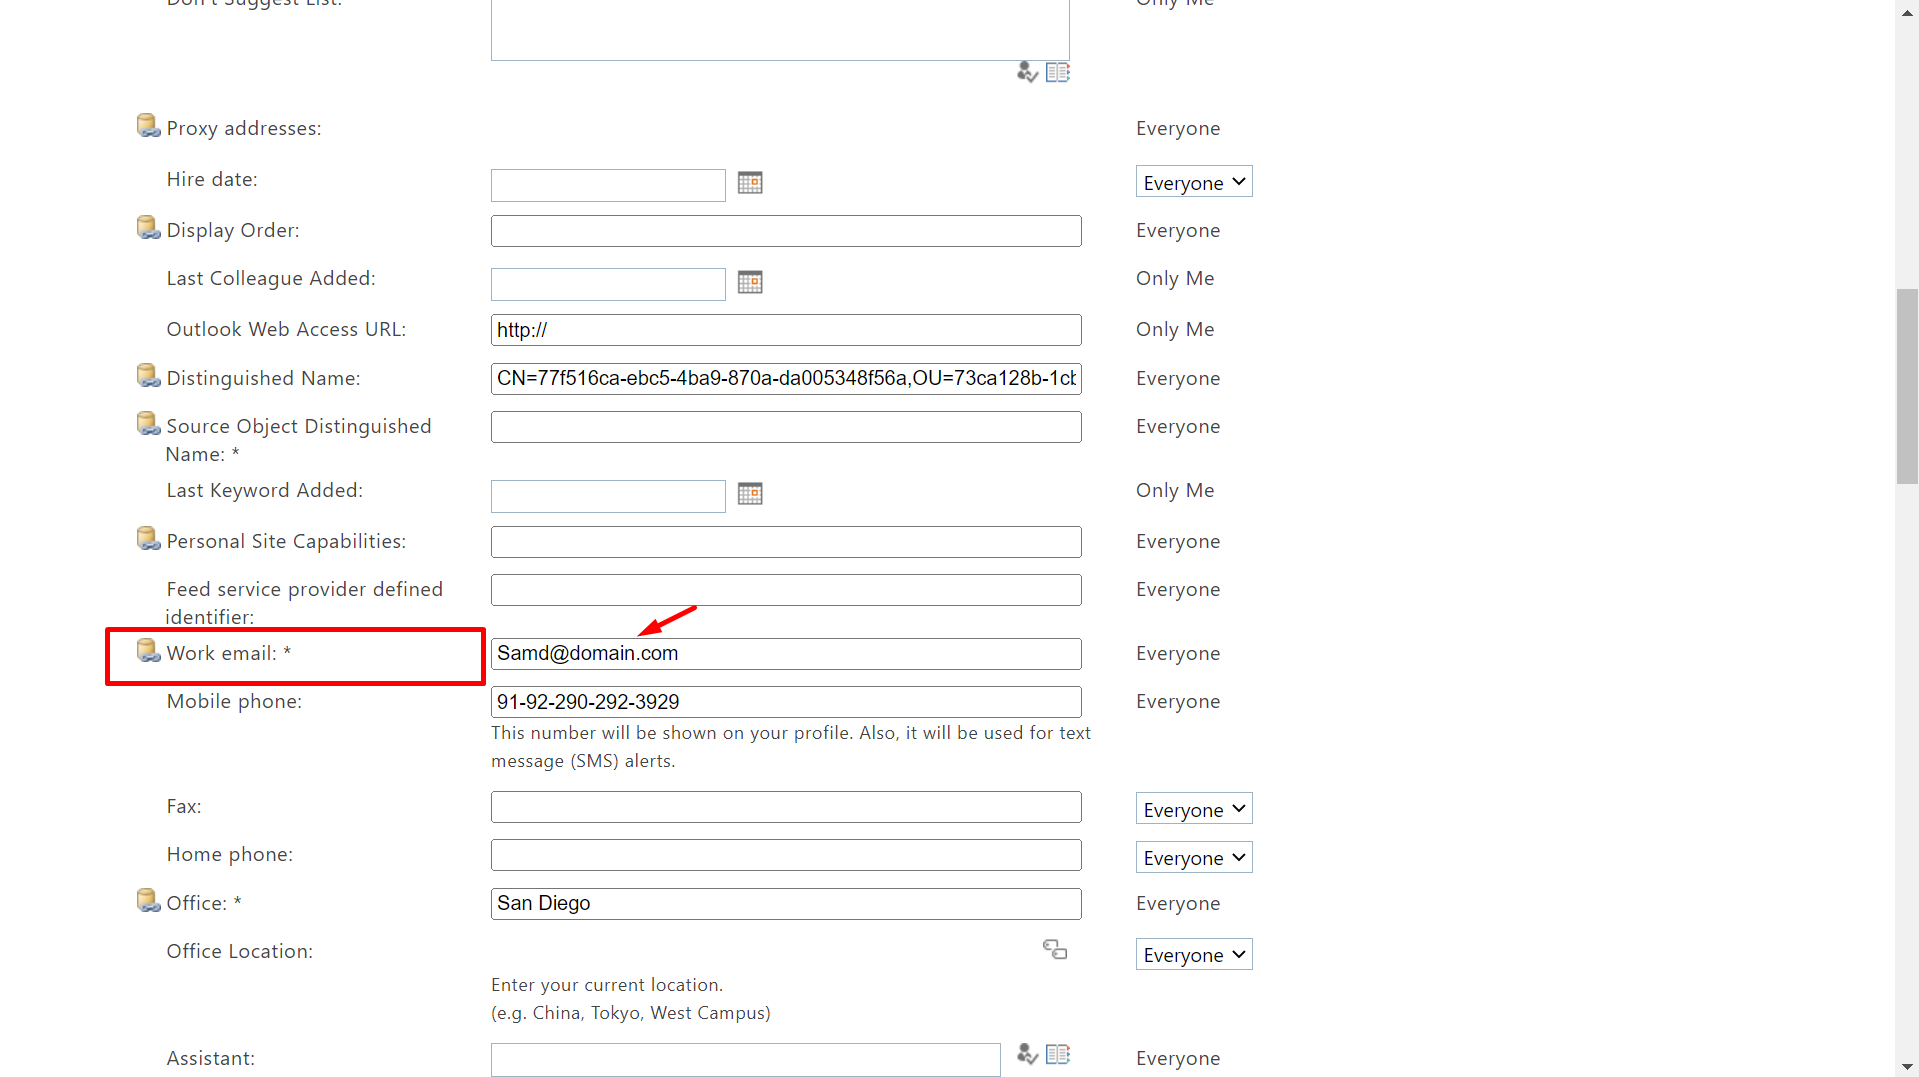 Don't Suggest List:
Only Me
Proxy addresses:
Everyone
Hire date:
Everyone
Display Order:
Everyone
Last Colleague Added:
Only Me
Outlook Web Access URL:
http://
Only Me
Distinguished Name:
CN=77f516ca-ebc5-4ba9-870a-da005348f56a,OU=73ca128b-1cb
Everyone
Source Object Distinguished
Name: *
Everyone
Last Keyword Added:
Only Me
Personal Site Capabilities:
Everyone
Feed service provider defined
identifier:
Everyone
Work email: *
Samd@domain.com
Everyone
Mobile phone:
91-92-290-292-3929
Everyone
This number will be shown on your profile. Also, it will be used for text
message (SMS) alerts.
Fax:
Everyone
Home phone:
Everyone
Office: *
San Diego
Everyone
Office Location:
Everyone
Enter your current location.
(e.g. China, Tokyo, West Campus)
Assistant:
Everyone